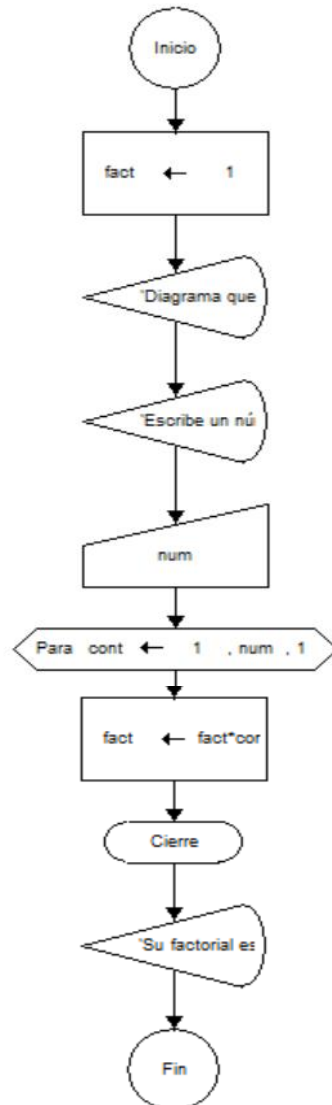 Inicio
fact ← 1
'Diagrama que
'Escribe un nú
num
Para cont ← 1 , num , 1
fact ← fact*cor
Cierre
'Su factorial es
Fin